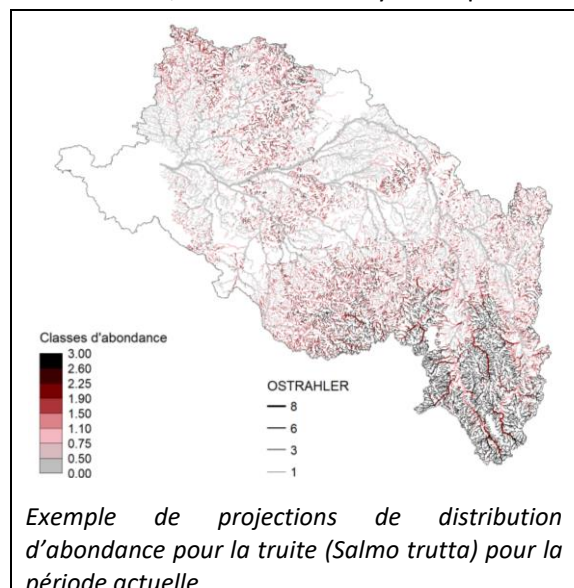 Classes d'abondance
3.00
2.60
2.25
1.90
1.50
1.10
0.75
0.50
0.00
OSTRAHLER
8
6
3
1
Exemple de projections de distribution
d'abondance pour la truite (Salmo trutta) pour la
période actuelle